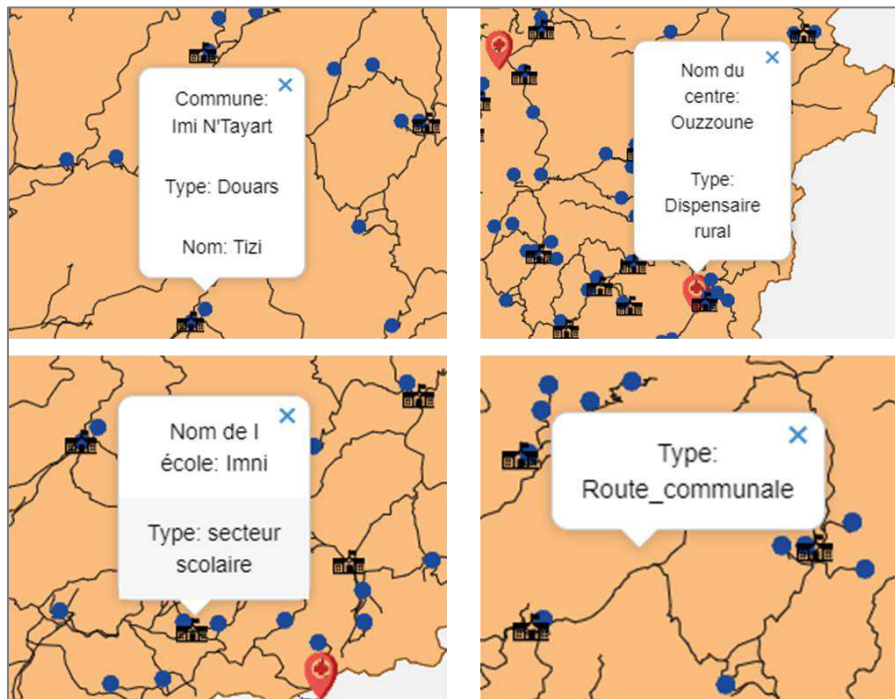 Commune:
Imi N'Tayart
Type: Douars
Nom: Tizi
Nom du
centre:
Ouzzoune
Type:
Dispensaire
rural
Nom de l
école: Imni
Type: secteur
scolaire
Type:
Route_communale